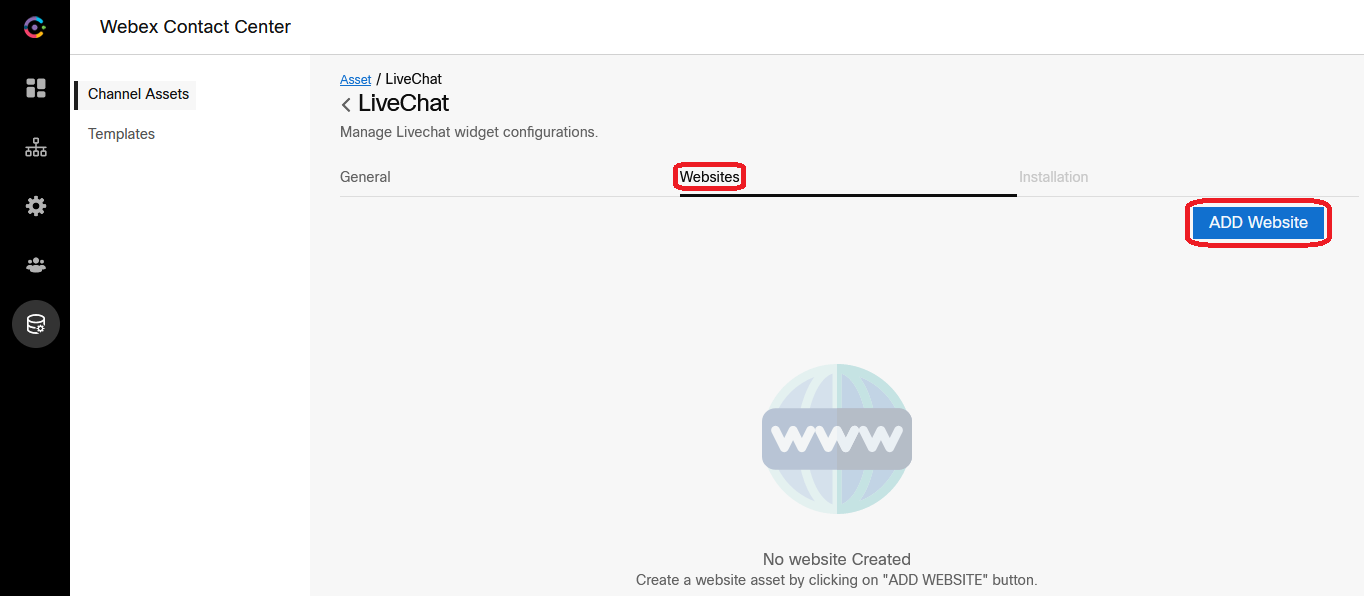 Webex Contact Center
Channel Assets
Templates
Asset / LiveChat
LiveChat
Manage Livechat widget configurations.
General Websites Installation
ADD Website
www
No website Created
Create a website asset by clicking on "ADD WEBSITE" button.